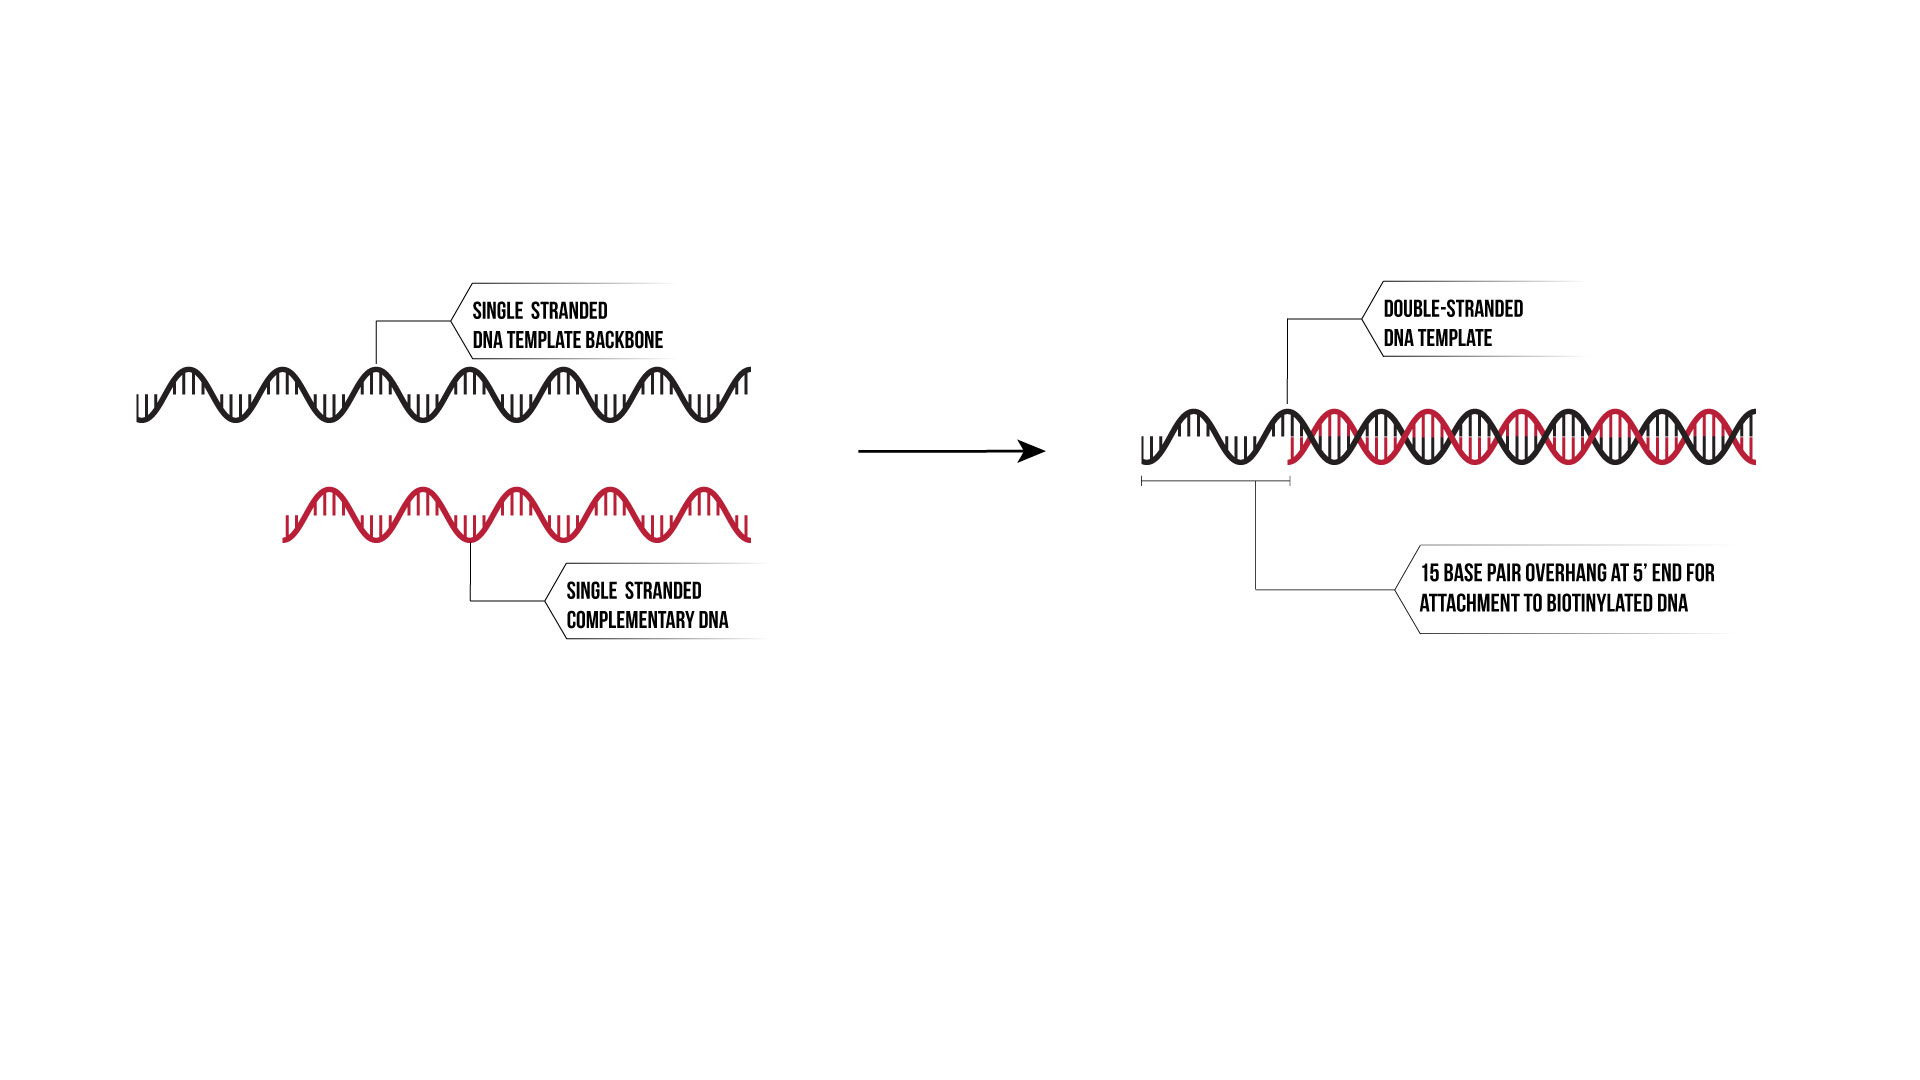 SINGLE STRANDED
DNA TEMPLATE BACKBONE
SINGLE STRANDED
COMPLEMENTARY DNA
DOUBLE-STRANDED
DNA TEMPLATE
15 BASE PAIR OVERHANG AT 5’ END FOR
ATTACHMENT TO BIOTINYLATED DNA